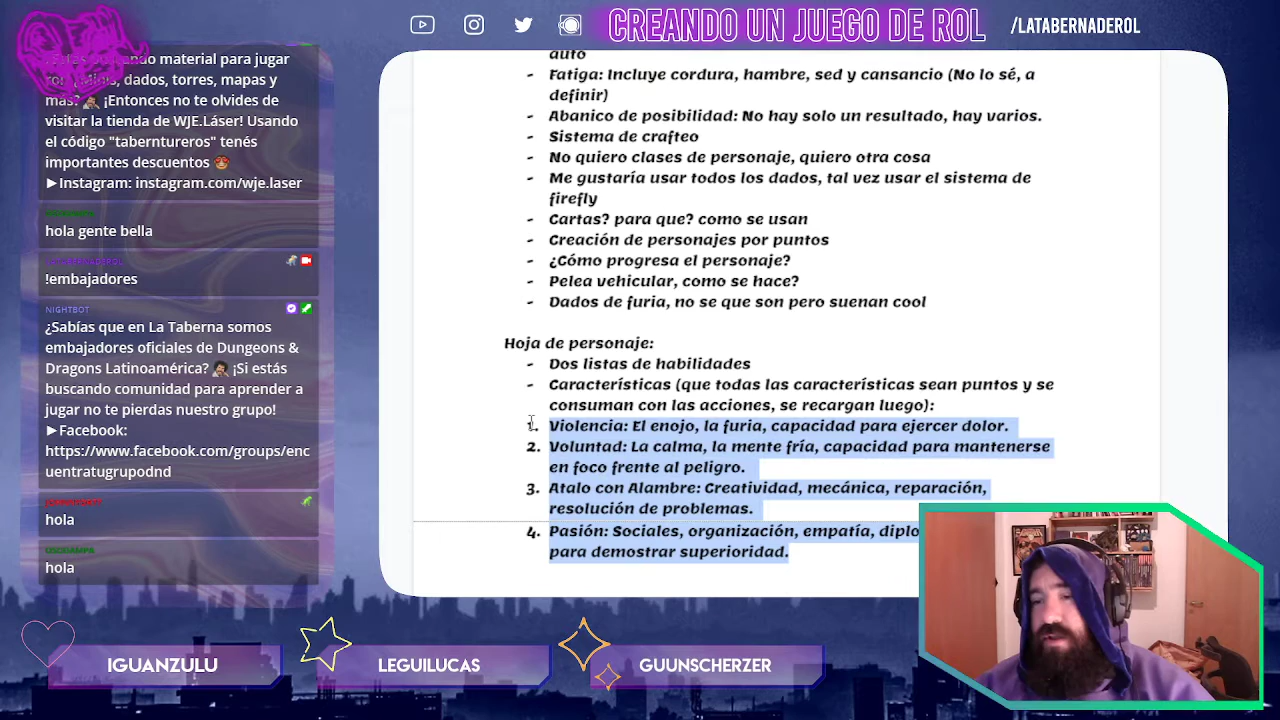 CREANDO UN JUEGO DE ROL
/LATABERNADEROL
material para jugar
dados, torres, mapas y
más? ¡Entonces no te olvides de
visitar la tienda de WJE.Láser! Usando
el código "taberntureros" tenés
importantes descuentos
►Instagram: instagram.com/wje.laser
hola gente bella
!embajadores
NIGHTBOT
¿Sabías que en La Taberna somos
embajadores oficiales de Dungeons &
Dragons Latinoamérica? ¡Si estás
buscando comunidad para aprender a
jugar no te pierdas nuestro grupo!
►Facebook:
https://www.facebook.com/groups/enc
uentratugrupodnd
hola
hola
auto
- Fatiga: Incluye cordura, hambre, sed y cansancio (No lo sé, a
definir)
- Abanico de posibilidad: No hay solo un resultado, hay varios.
- Sistema de crafteo
- No quiero clases de personaje, quiero otra cosa
- Me gustaría usar todos los dados, tal vez usar el sistema de
firefly
- Cartas? para que? como se usan
- Creación de personajes por puntos
- ¿Cómo progresa el personaje?
- Pelea vehicular, como se hace?
- Dados de furia, no se que son pero suenan cool
Hoja de personaje:
- Dos listas de habilidades
- Características (que todas las características sean puntos y se
consuman con las acciones, se recargan luego):
1. Violencia: El enojo, la furia, capacidad para ejercer dolor.
2. Voluntad: La calma, la mente fría, capacidad para mantenerse
en foco frente al peligro.
3. Atalo con Alambre: Creatividad, mecánica, reparación,
resolución de problemas.
4. Pasión: Sociales, organización, empatía, diplo
para demostrar superioridad.
IGUANZULU
LEGUILUCAS
GUUNSCHERZER